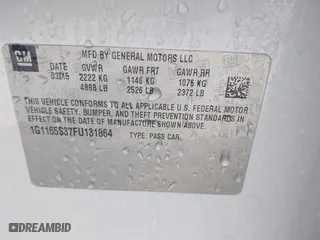 GM
MFD BY GENERAL MOTORS LLC
DATE GVWR GAWR FRT GAWR RR
03/15 2222 KG 1146 KG 1076 KG
4898 LB 2526 LB 2372 LB
THIS VEHICLE CONFORMS TO ALL APPLICABLE U.S. FEDERAL MOTOR
VEHICLE SAFETY, BUMPER, AND THEFT PREVENTION STANDARDS
IN EFFECT ON THE DATE OF MANUFACTURE SHOWN ABOVE.
1G1165S37FU131864 TYPE: PASS CAR
AUTOBIDMASTER